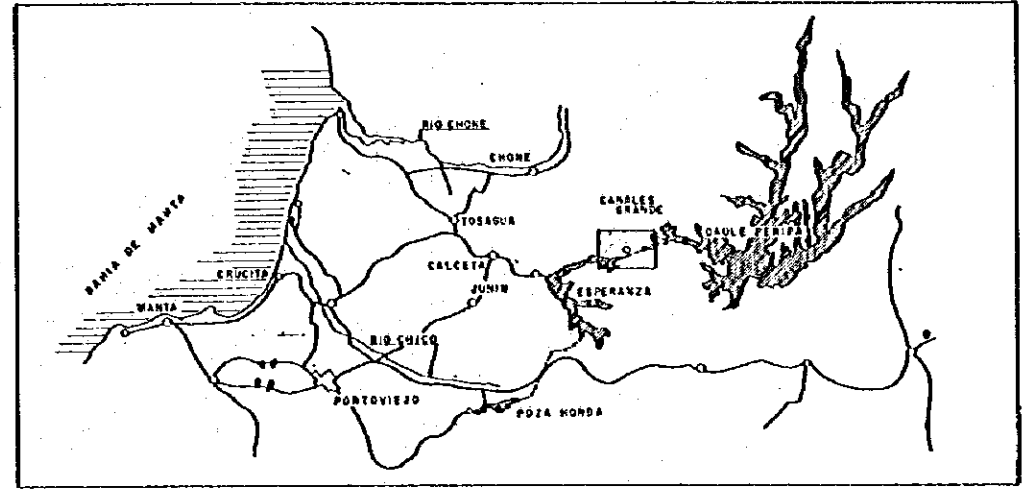 RIO CHONE
CHONE
CANALES
GRANDE
TOSAGUA
DAULE PERIPA
BAHIA DE MANTA
CALCETA
CRUCITA
JUNIN
ESPERANZA
MANTA
RIO CHICO
PORTOVIEJO
POZA HONDA